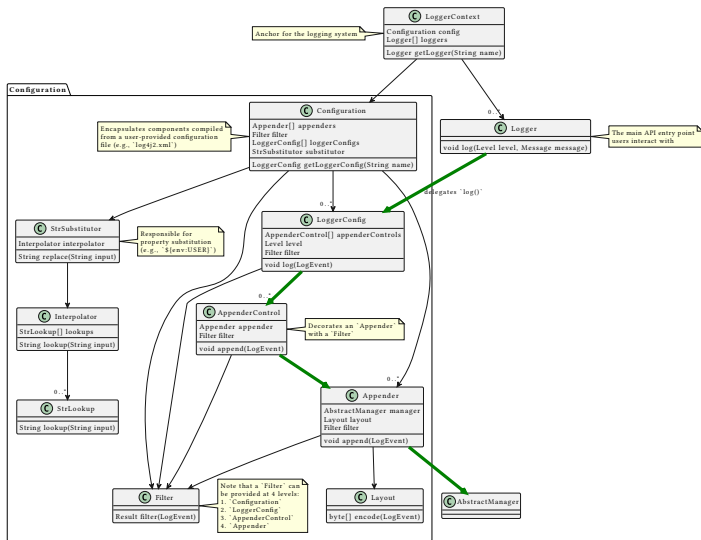 LoggerContext
Configuration config
Logger[] loggers
Logger getLogger(String name)
Anchor for the logging system
Configuration
Configuration
Appender[] appenders
Filter filter
LoggerConfig[] loggerConfigs
StrSubstitutor substitutor
LoggerConfig getLoggerConfig(String name)
Encapsulates components compiled
from a user-provided configuration
file (e.g., `log4j2.xml`)
0..*
Logger
void log(Level level, Message message)
The main API entry point
users interact with
delegates `log()`
0..*
LoggerConfig
AppenderControl[] appenderControls
Level level
Filter filter
void log(LogEvent)
StrSubstitutor
Interpolator interpolator
String replace(String input)
Responsible for
property substitution
(e.g., `${env:USER}`)
0..*
AppenderControl
Appender appender
Filter filter
void append(LogEvent)
Decorates an `Appender`
with a `Filter`
Interpolator
StrLookup[] lookups
String lookup(String input)
0..*
StrLookup
String lookup(String input)
0..*
Appender
AbstractManager manager
Layout layout
Filter filter
void append(LogEvent)
Filter
Result filter(LogEvent)
Note that a `Filter` can
be provided at 4 levels:
1. `Configuration`
2. `LoggerConfig`
3. `AppenderControl`
4. `Appender`
Layout
byte[] encode(LogEvent)
AbstractManager